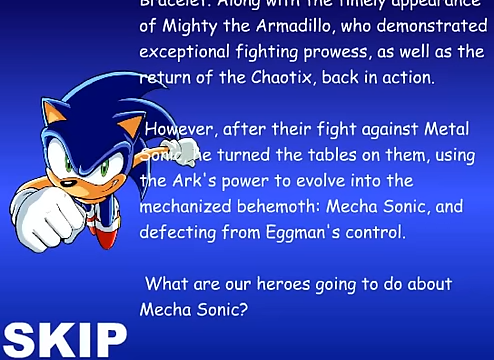 Bracelet. Along with the timely appearance
of Mighty the Armadillo, who demonstrated
exceptional fighting prowess, as well as the
return of the Chaotix, back in action.
However, after their fight against Metal
Sonic, he turned the tables on them, using
the Ark's power to evolve into the
mechanized behemoth: Mecha Sonic, and
defecting from Eggman's control.
What are our heroes going to do about
Mecha Sonic?
SKIP